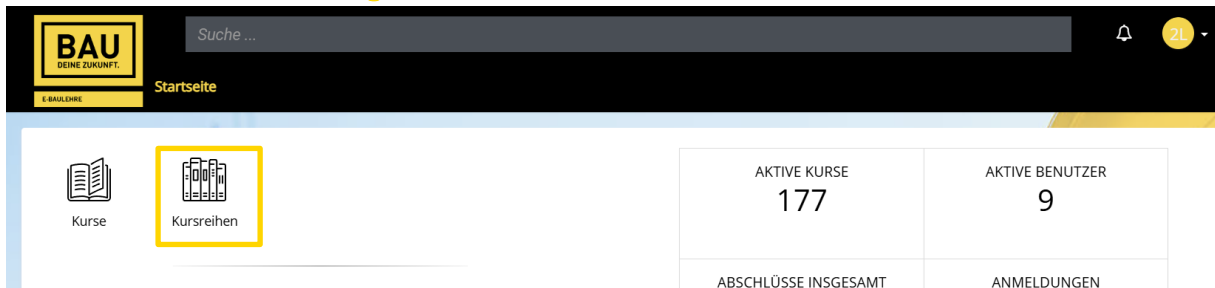 BAU
DEINE ZUKUNFT.
E-BAULEHRE
Suche ...
2L
Startseite
Kurse
Kursreihen
AKTIVE KURSE
177
AKTIVE BENUTZER
9
ABSCHLÜSSE INSGESAMT
ANMELDUNGEN